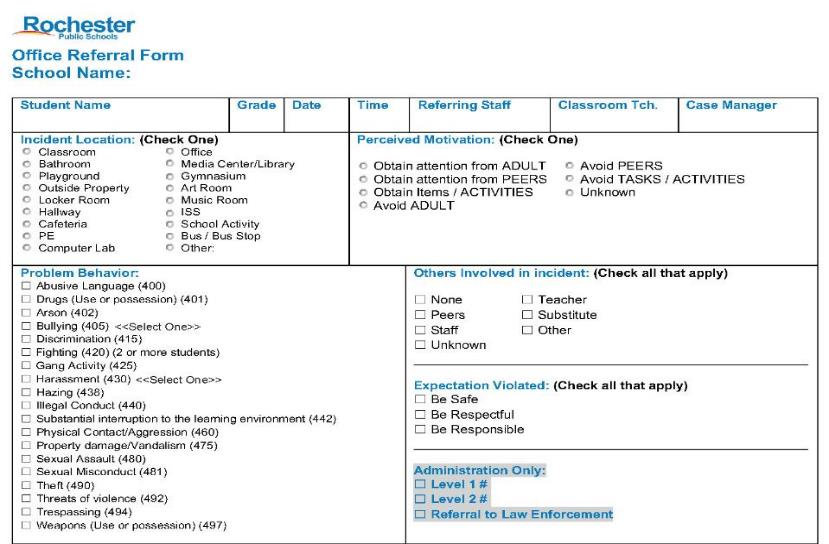 Rochester
Public Schools
Office Referral Form
School Name:
Student Name Grade Date Time Referring Staff Classroom Tch. Case Manager
Incident Location: (Check One)
Classroom Office
Bathroom Media Center/Library
Playground Gymnasium
Outside Property Art Room
Locker Room Music Room
Hallway ISS
Cafeteria School Activity
PE Bus / Bus Stop
Computer Lab Other:
Perceived Motivation: (Check One)
Obtain attention from ADULT Avoid PEERS
Obtain attention from PEERS Avoid TASKS / ACTIVITIES
Obtain Items / ACTIVITIES Unknown
Avoid ADULT
Problem Behavior:
Abusive Language (400)
Drugs (Use or possession) (401)
Arson (402)
Bullying (405) <<Select One>>
Discrimination (415)
Fighting (420) (2 or more students)
Gang Activity (425)
Harassment (430) <<Select One>>
Hazing (438)
Illegal Conduct (440)
Substantial interruption to the learning environment (442)
Physical Contact/Aggression (460)
Property damage/Vandalism (475)
Sexual Assault (480)
Sexual Misconduct (481)
Theft (490)
Threats of violence (492)
Trespassing (494)
Weapons (Use or possession) (497)
Others Involved in incident: (Check all that apply)
None Teacher
Peers Substitute
Staff Other
Unknown
Expectation Violated: (Check all that apply)
Be Safe
Be Respectful
Be Responsible
Administration Only:
Level 1 #
Level 2 #
Referral to Law Enforcement